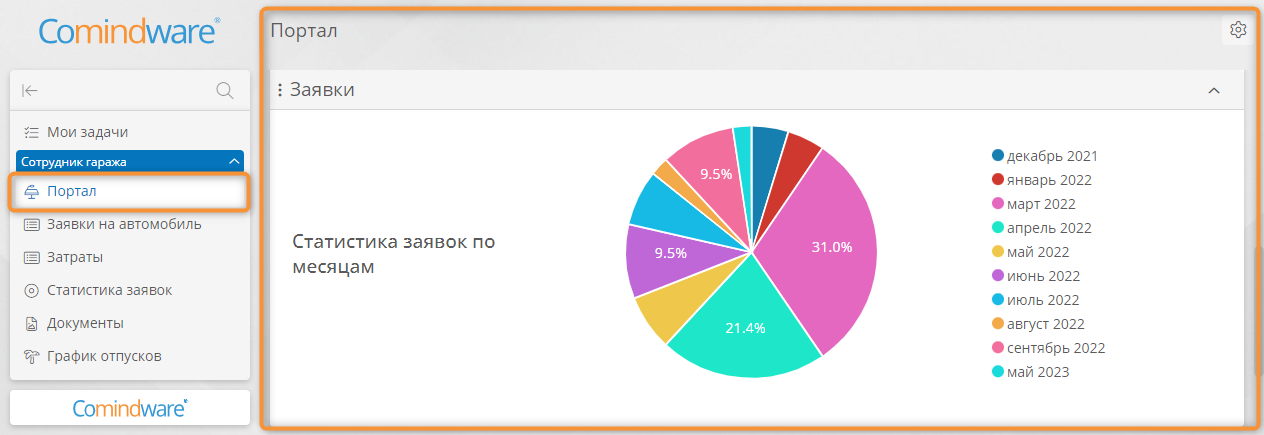 Comindware®
Мои задачи
Сотрудник гаража
Портал
Заявки на автомобиль
Затраты
Статистика заявок
Документы
График отпусков
Comindware
Портал
Заявки
Статистика заявок по
месяцам
9.5%
31.0%
9.5%
21.4%
декабрь 2021
январь 2022
март 2022
апрель 2022
май 2022
июнь 2022
июль 2022
август 2022
сентябрь 2022
май 2023